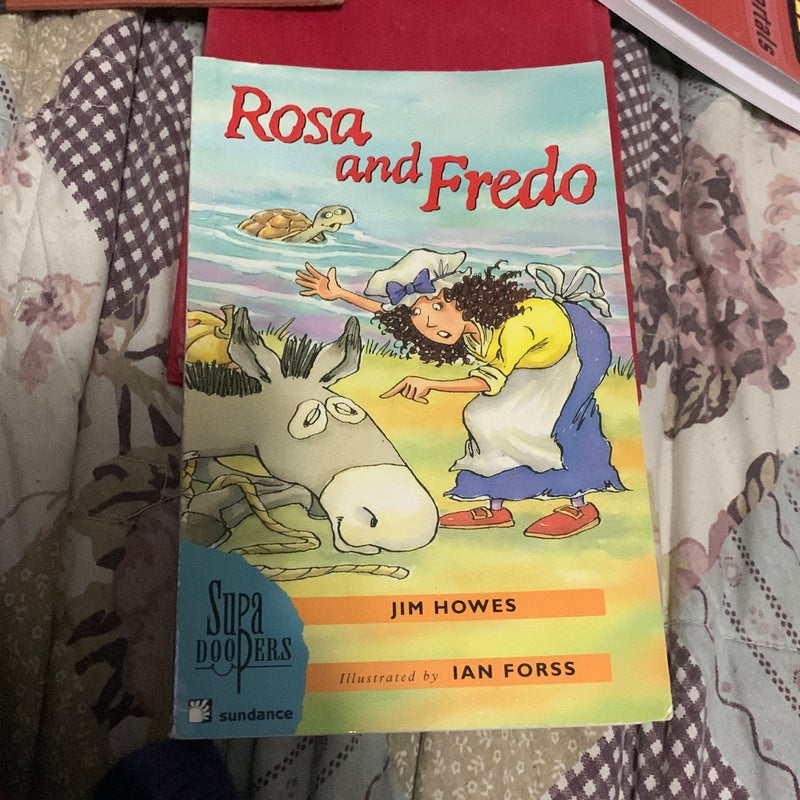 Rosa
and Fredo
JIM HOWES
Illustrated by IAN FORSS
SUPA
DOOPERS
sundance